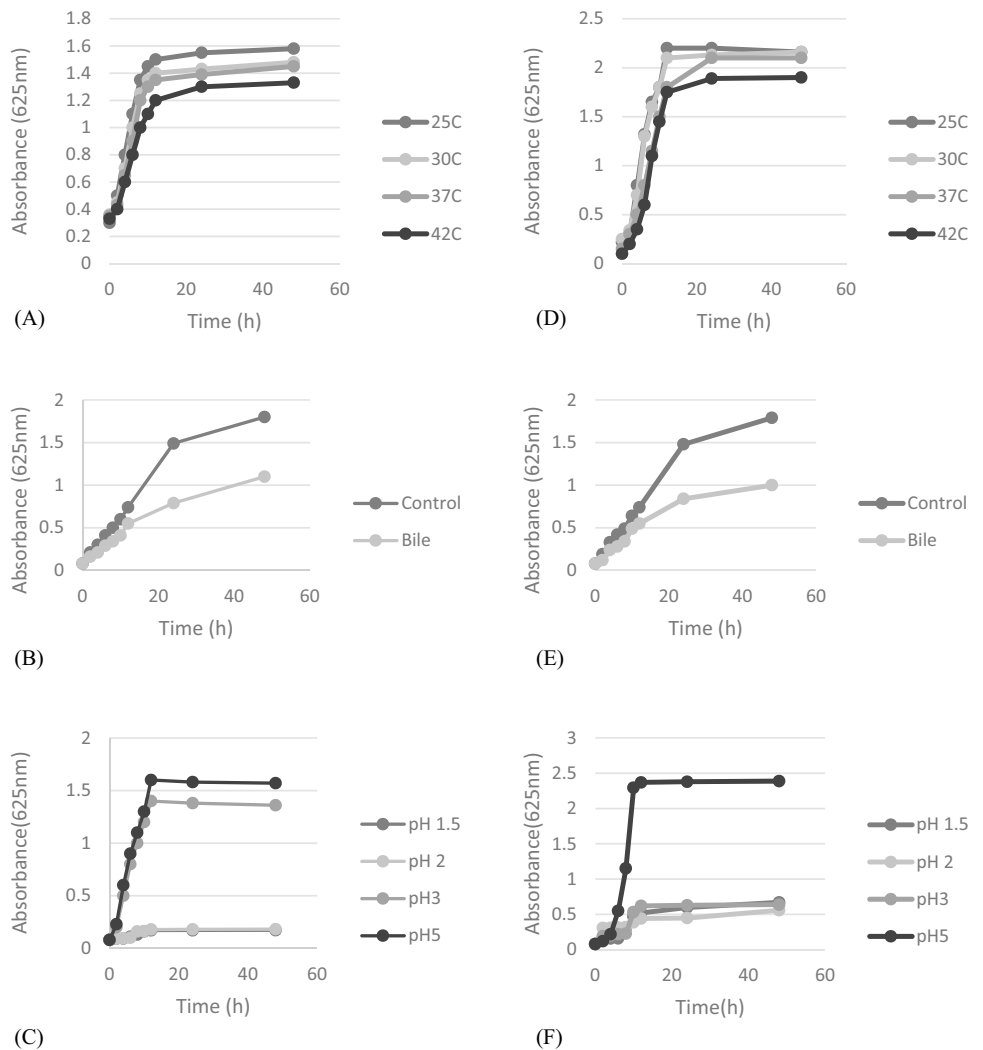 1.8
1.6
1.4
1.2
1
0.8
0.6
0.4
0.2
0
Absorbance (625nm)
0 20 40 60
Time (h)
25C
30C
37C
42C
(A)
2.5
2
1.5
1
0.5
0
Absorbance (625nm)
0 20 40 60
Time (h)
25C
30C
37C
42C
(D)
2
1.5
1
0.5
0
Absorbance (625nm)
0 20 40 60
Time (h)
Control
Bile
(B)
2
1.5
1
0.5
0
Absorbance (625nm)
0 20 40 60
Time (h)
Control
Bile
(E)
2
1.5
1
0.5
0
Absorbance(625nm)
0 20 40 60
Time (h)
pH 1.5
pH 2
pH3
pH5
(C)
3
2.5
2
1.5
1
0.5
0
Absorbance(625nm)
0 20 40 60
Time(h)
pH 1.5
pH 2
pH3
pH5
(F)